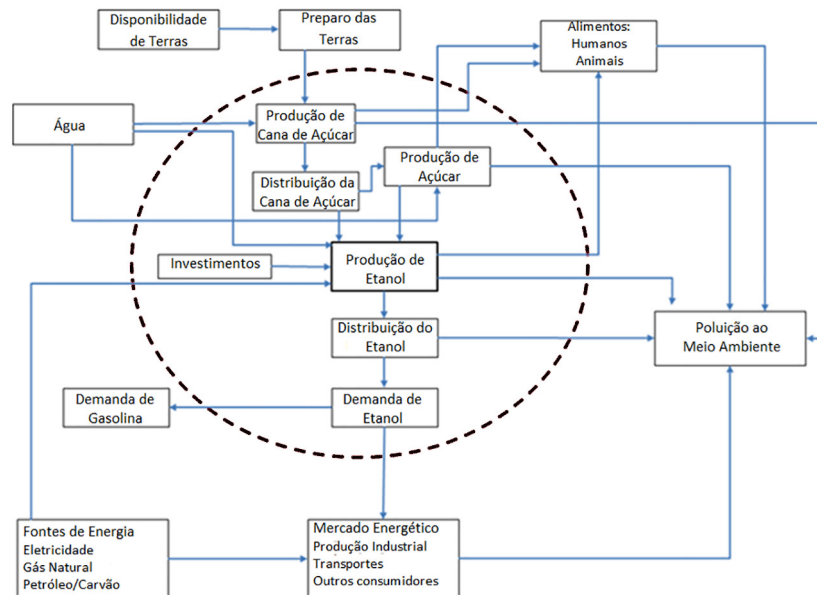 Disponibilidade
de Terras
Preparo das
Terras
Alimentos:
Humanos
Animais
Água
Produção de
Cana de Açúcar
Produção de
Açúcar
Distribuição da
Cana de Açúcar
Investimentos
Produção de
Etanol
Distribuição do
Etanol
Poluição ao
Meio Ambiente
Demanda de
Gasolina
Demanda de
Etanol
Fontes de Energia
Eletricidade
Gás Natural
Petróleo/Carvão
Mercado Energético
Produção Industrial
Transportes
Outros consumidores